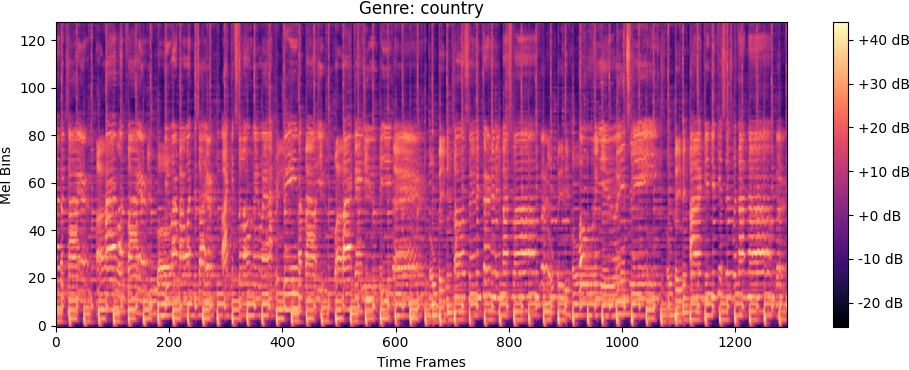 Genre: country
120
100
80
60
40
20
0
Mel Bins
0 200 400 600 800 1000 1200
Time Frames
+40 dB
+30 dB
+20 dB
+10 dB
+0 dB
-10 dB
-20 dB